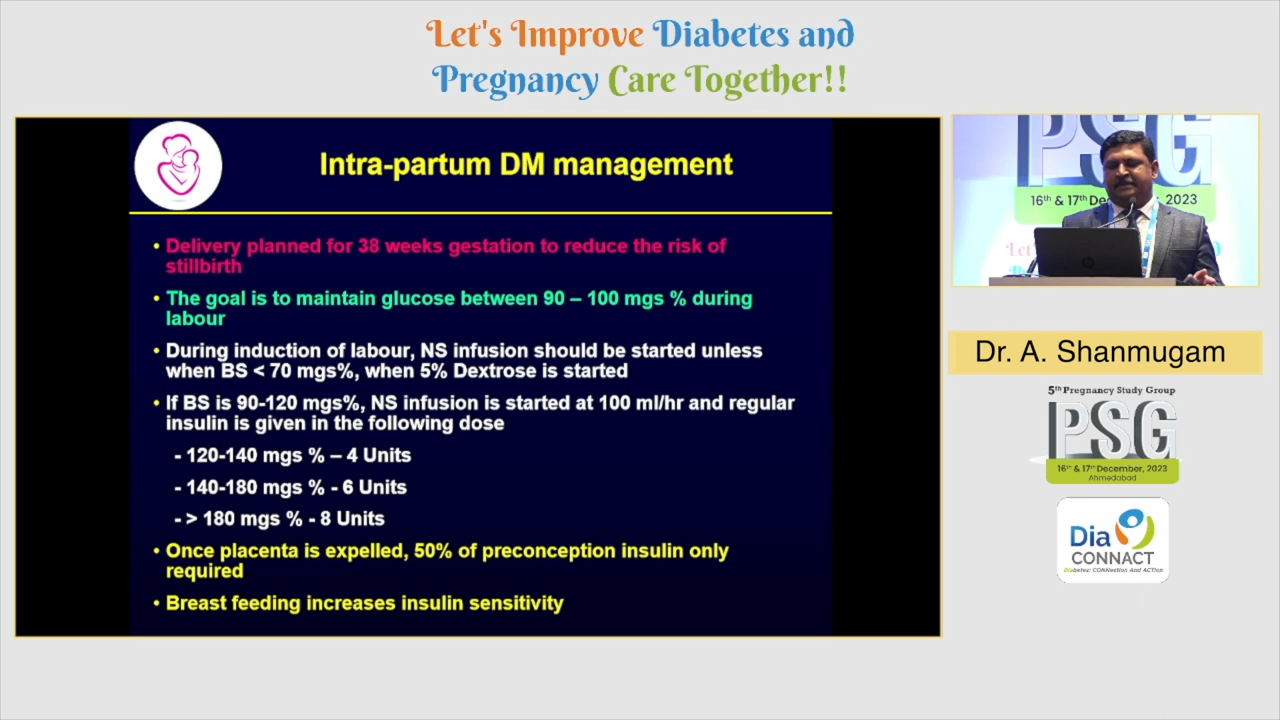 Let's Improve Diabetes and
Pregnancy Care Together!!
Intra-partum DM management
• Delivery planned for 38 weeks gestation to reduce the risk of
stillbirth
• The goal is to maintain glucose between 90 – 100 mgs % during
labour
• During induction of labour, NS infusion should be started unless
when BS < 70 mgs%, when 5% Dextrose is started
• If BS is 90-120 mgs%, NS infusion is started at 100 ml/hr and regular
insulin is given in the following dose
- 120-140 mgs % – 4 Units
- 140-180 mgs % - 6 Units
- > 180 mgs % - 8 Units
• Once placenta is expelled, 50% of preconception insulin only
required
• Breast feeding increases insulin sensitivity
PSG
16th & 17th De 2023
Let'
Dr. A. Shanmugam
5th Pregnancy Study Group
PSG
16th & 17th December, 2023
Ahmedabad
Dia
CONNACT
Diabetes: CONNection And ACTion